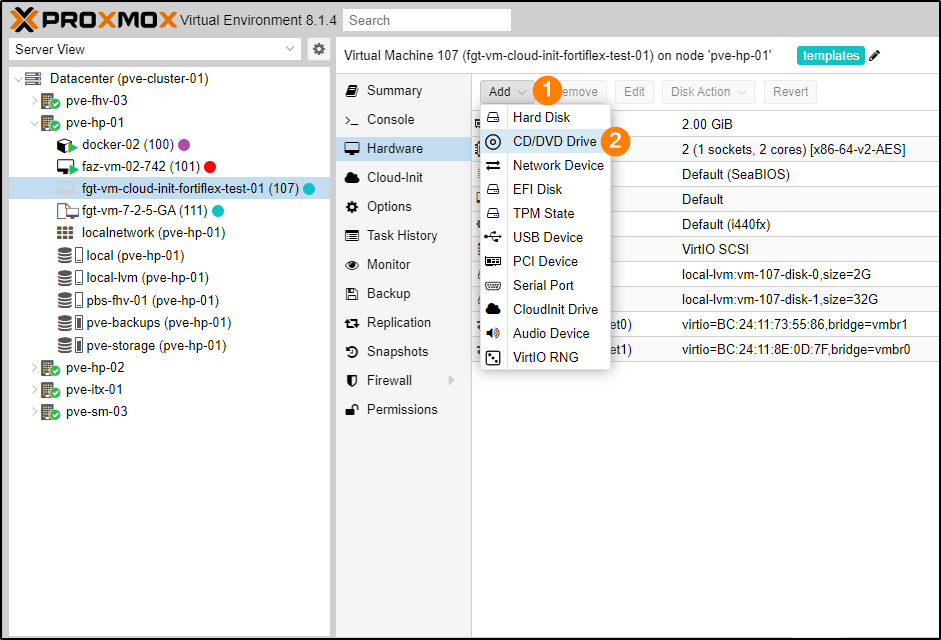 PROXMOX Virtual Environment 8.1.4 Search
Server View
Datacenter (pve-cluster-01)
pve-fhv-03
pve-hp-01
docker-02 (100)
faz-vm-02-742 (101)
fgt-vm-cloud-init-fortiflex-test-01 (107)
fgt-vm-7-2-5-GA (111)
localnetwork (pve-hp-01)
local (pve-hp-01)
local-lvm (pve-hp-01)
pbs-fhv-01 (pve-hp-01)
pve-backups (pve-hp-01)
pve-storage (pve-hp-01)
pve-hp-02
pve-itx-01
pve-sm-03
Virtual Machine 107 (fgt-vm-cloud-init-fortiflex-test-01) on node 'pve-hp-01' templates
Summary
Console
Hardware
Cloud-Init
Options
Task History
Monitor
Backup
Replication
Snapshots
Firewall
Permissions
Add 1 emove Edit Disk Action Revert
Hard Disk
CD/DVD Drive 2
Network Device
EFI Disk
TPM State
USB Device
PCI Device
Serial Port
CloudInit Drive
Audio Device
VirtIO RNG
2.00 GiB
2 (1 sockets, 2 cores) [x86-64-v2-AES]
Default (SeaBIOS)
Default
Default (i440fx)
VirtIO SCSI
local-lvm:vm-107-disk-0,size=2G
local-lvm:vm-107-disk-1,size=32G
et0) virtio=BC:24:11:73:55:86,bridge=vmbr1
et1) virtio=BC:24:11:8E:0D:7F,bridge=vmbr0